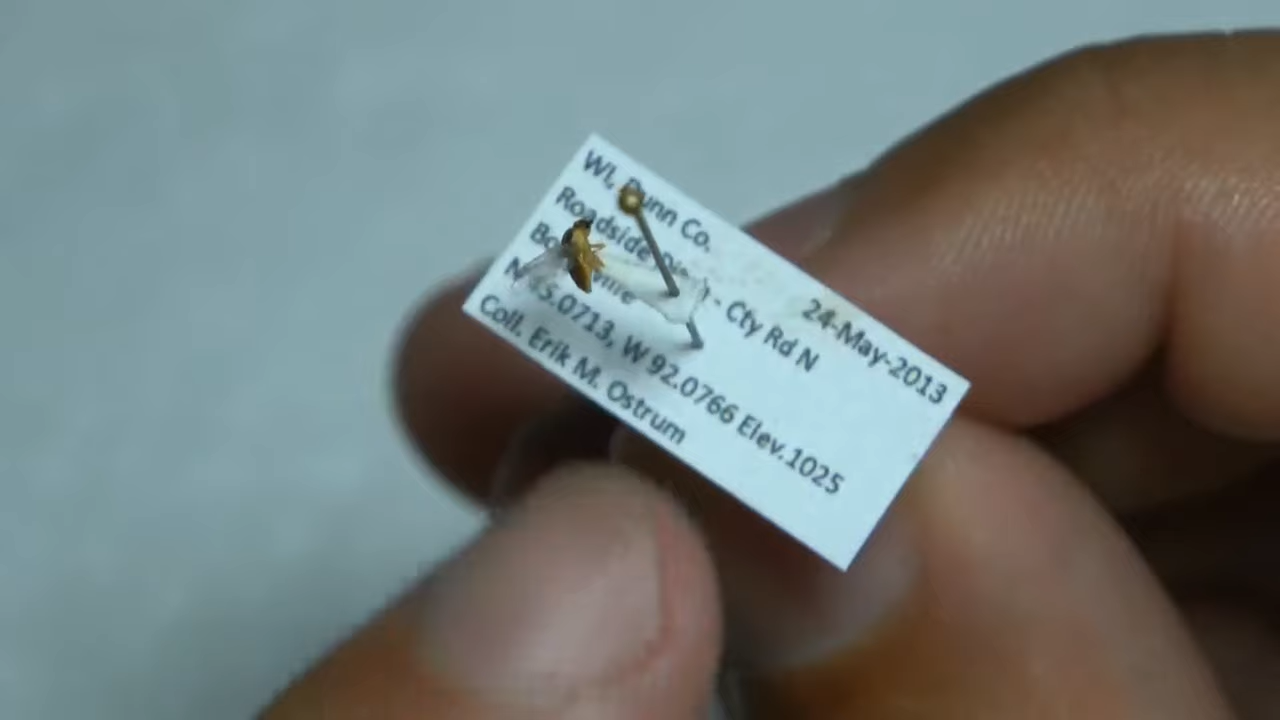 WI, Dunn Co.
24-May-2013
Roadside - Cty Rd N
N 45.0713, W 92.0766 Elev.1025
Coll. Erik M. Ostrum